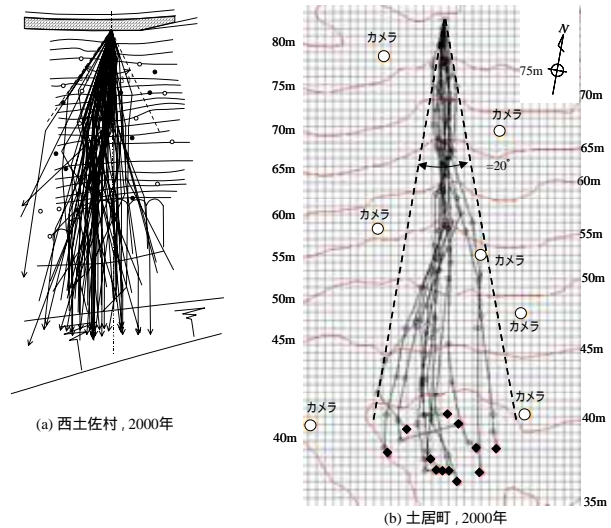 カメラ
N
80m
75m
75m
70m
カメラ
70m
65m
65m
=20°
60m
60m
カメラ
55m
55m
カメラ
50m
50m
カメラ
45m
45m
カメラ
カメラ
40m
40m
35m
(a) 西土佐村 , 2000年
(b) 土居町 , 2000年